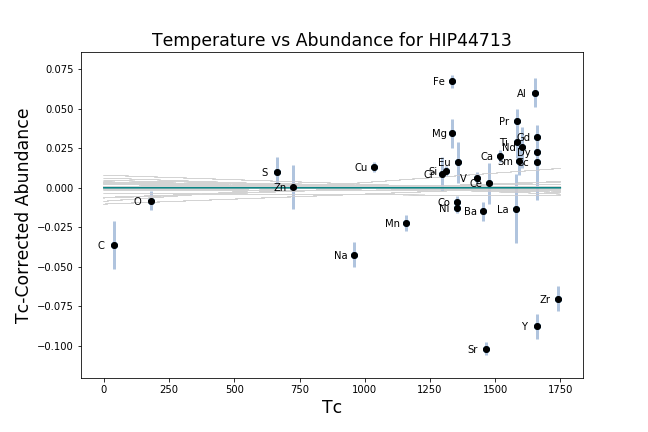 Temperature vs Abundance for HIP44713
Tc-Corrected Abundance
0.075
0.050
0.025
0.000
−0.025
−0.050
−0.075
−0.100
Fe
Al
Pr
Mg
Gd
Ti
Nd
Dy
Ca
Sm
Sc
Eu
Si
Cr
V
Ce
Cu
S
Zn
O
Co
Ni
Ba
La
Mn
C
Na
Zr
Y
Sr
0
250
500
750
1000
1250
1500
1750
Tc